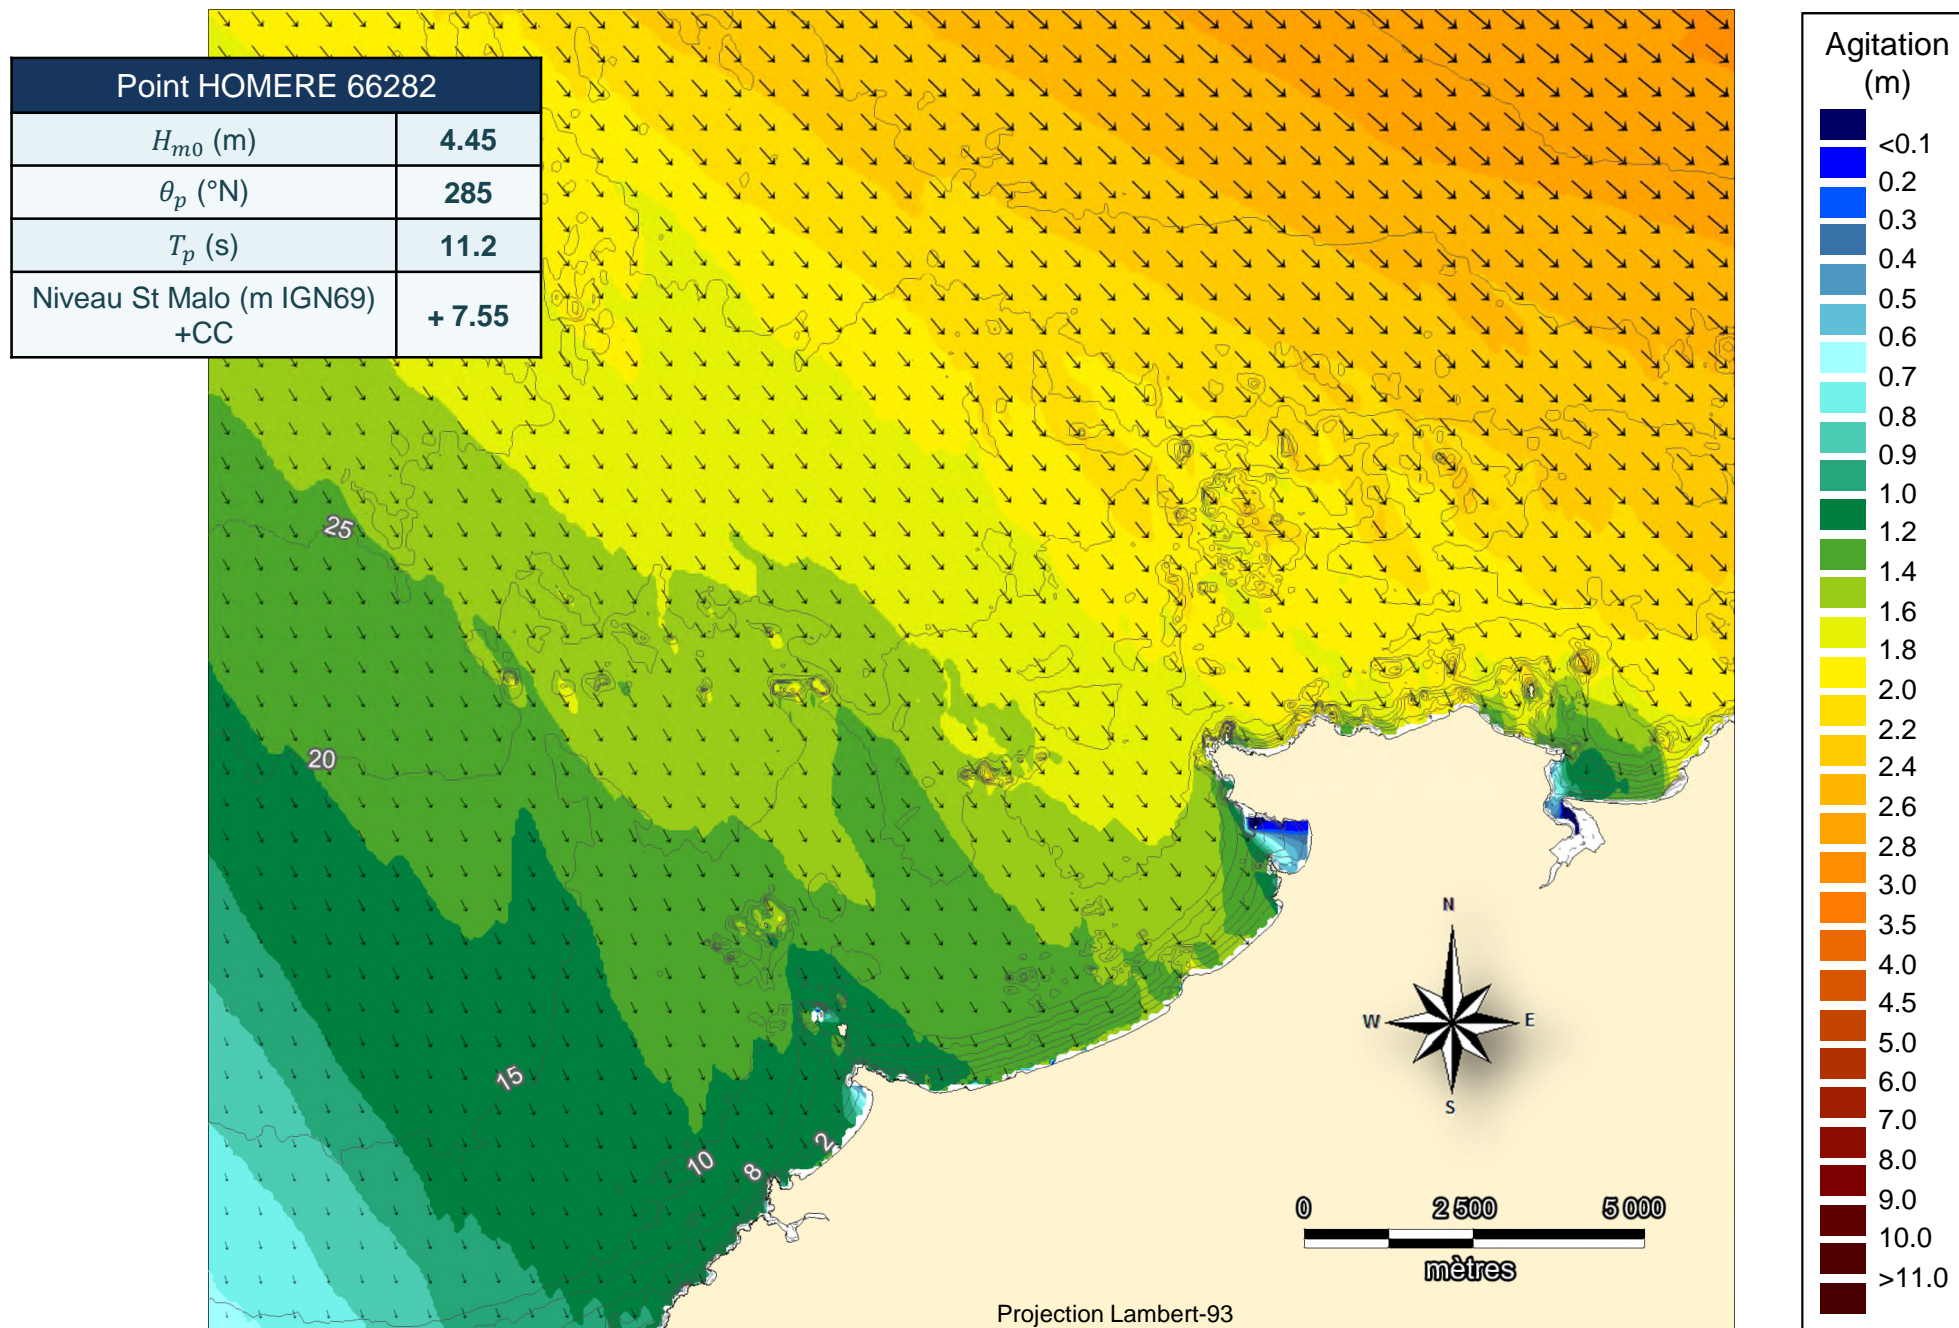 Point HOMERE 66282
H_{m0} (m) 4.45
θ_p (°N) 285
T_p (s) 11.2
Niveau St Malo (m IGN69)
+CC
+ 7.55
Agitation
(m)
<0.1
0.2
0.3
0.4
0.5
0.6
0.7
0.8
0.9
1.0
1.2
1.4
1.6
1.8
2.0
2.2
2.4
2.6
2.8
3.0
3.5
4.0
4.5
5.0
6.0
7.0
8.0
9.0
10.0
>11.0
25
20
15
10
8
2
N
W
E
S
0 2 500 5 000
mètres
Projection Lambert-93